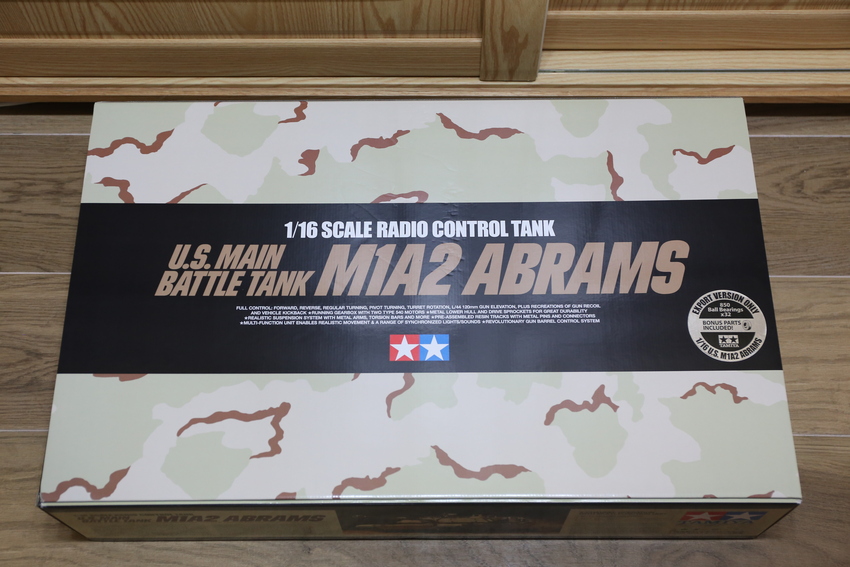 1/16 SCALE RADIO CONTROL TANK
U.S. MAIN
BATTLE TANK M1A2 ABRAMS
FULL CONTROL: FORWARD, REVERSE, REGULAR TURNING, PIVOT TURNING, TURRET ROTATION, L/44 120mm GUN ELEVATION, PLUS RECREATIONS OF GUN RECOIL
AND VEHICLE KICKBACK ★RUNNING GEARBOX WITH TWO TYPE 540 MOTORS ★METAL LOWER HULL AND DRIVE SPROCKETS FOR GREAT DURABILITY
★REALISTIC SUSPENSION SYSTEM WITH METAL ARMS, TORSION BARS AND MORE ★PRE-ASSEMBLED RESIN TRACKS WITH METAL PINS AND CONNECTORS
★MULTI-FUNCTION UNIT ENABLES REALISTIC MOVEMENT & A RANGE OF SYNCHRONIZED LIGHTS/SOUNDS ★REVOLUTIONARY GUN BARREL CONTROL SYSTEM
EXPORT VERSION ONLY
850
Ball Bearings
x32
BONUS PARTS
INCLUDED!
TAMIYA
1/16 U.S. M1A2 ABRAMS
U.S. MAIN
BATTLE TANK M1A2 ABRAMS
TAMIYA